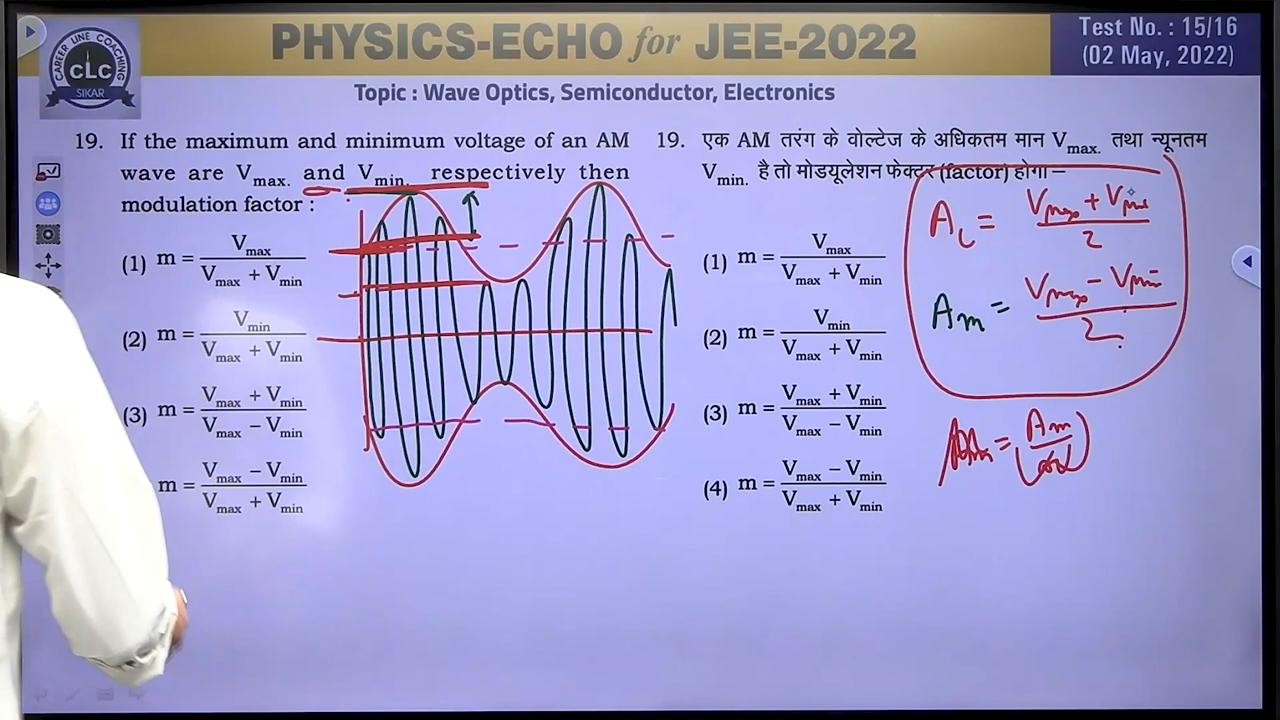 PHYSICS-ECHO for JEE-2022
Test No. : 15/16
(02 May, 2022)
CAREER LINE COACHING
CLC
SIKAR
Topic : Wave Optics, Semiconductor, Electronics
19. If the maximum and minimum voltage of an AM
wave are Vmax. and Vmin. respectively then
modulation factor :
(1) m = Vmax / (Vmax + Vmin)
(2) m = Vmin / (Vmax + Vmin)
(3) m = (Vmax + Vmin) / (Vmax – Vmin)
m = (Vmax – Vmin) / (Vmax + Vmin)
19. एक AM तरंग के वोल्टेज के अधिकतम मान Vmax. तथा न्यूनतम
Vmin. है तो मोडयूलेशन फेक्टर (factor) होगा –
(1) m = Vmax / (Vmax + Vmin)
(2) m = Vmin / (Vmax + Vmin)
(3) m = (Vmax + Vmin) / (Vmax – Vmin)
(4) m = (Vmax – Vmin) / (Vmax + Vmin)
Ac = (Vmax + Vmin) / 2
Am = (Vmax – Vmin) / 2